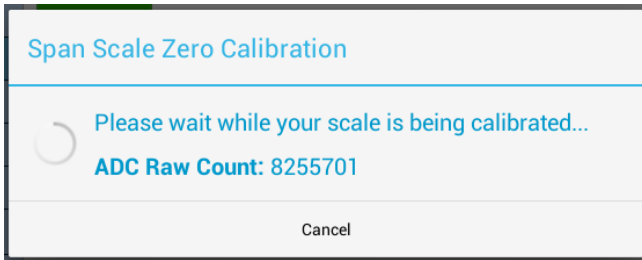 Span Scale Zero Calibration
Please wait while your scale is being calibrated...
ADC Raw Count: 8255701
Cancel